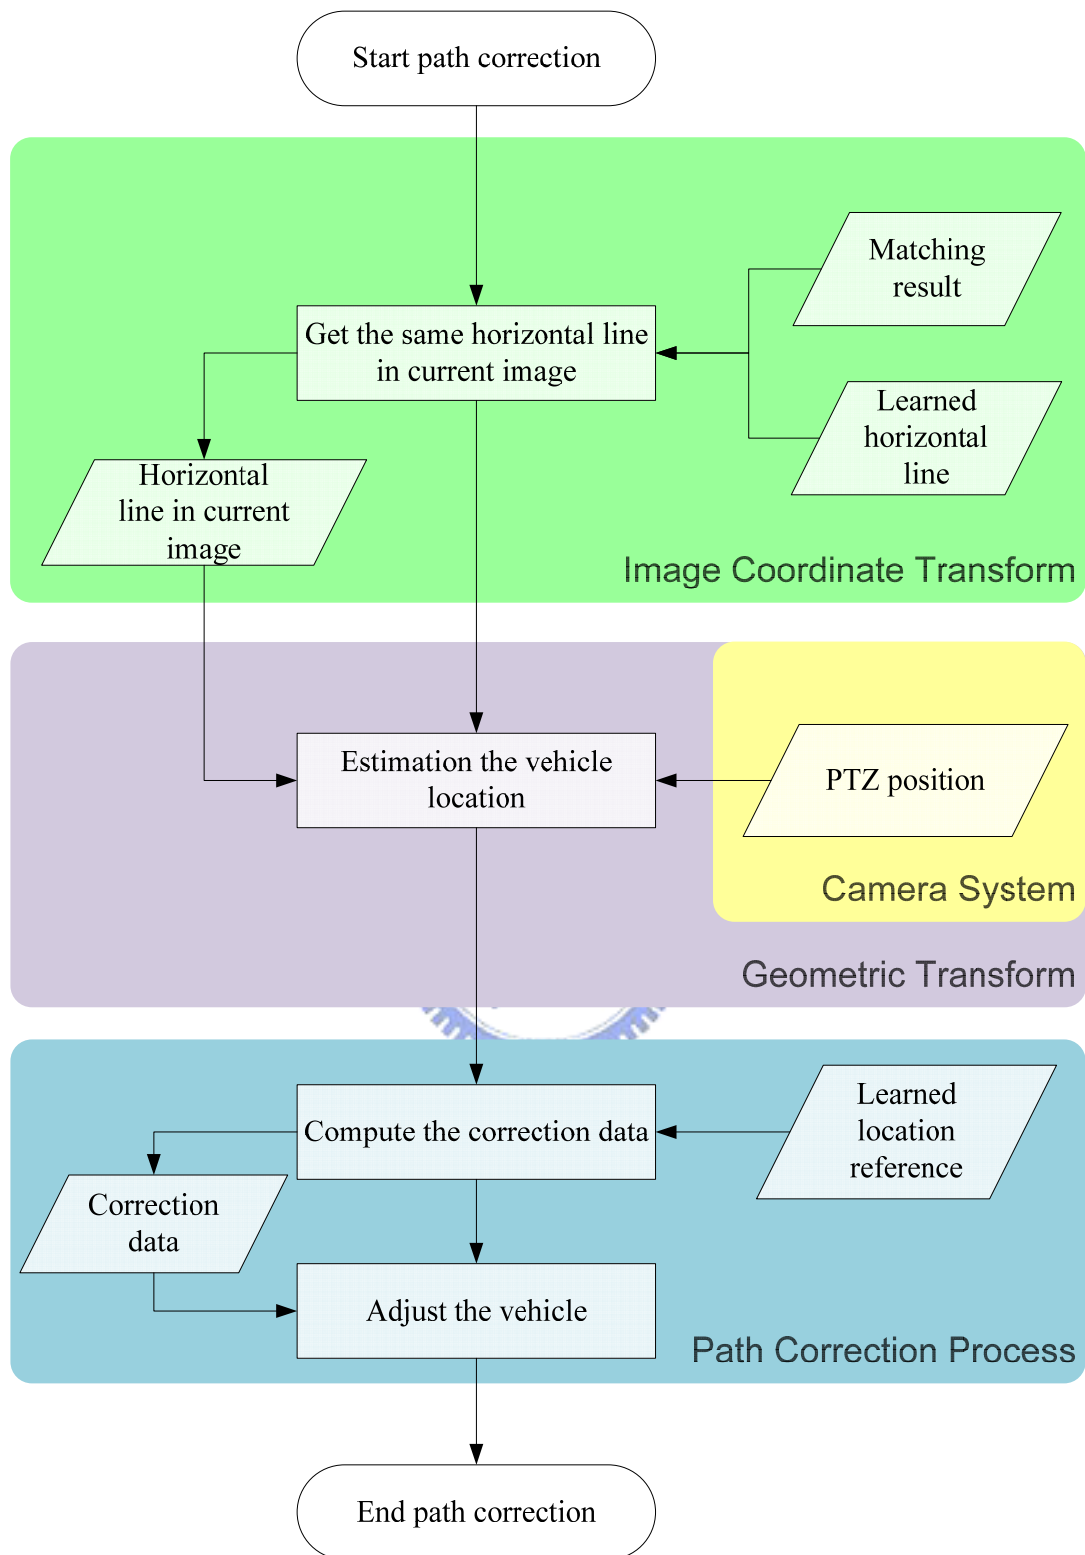 Start path correction
Matching
result
Get the same horizontal line
in current image
Learned
horizontal
line
Horizontal
line in current
image
Image Coordinate Transform
Estimation the vehicle
location
PTZ position
Camera System
Geometric Transform
Compute the correction data
Learned
location
reference
Correction
data
Adjust the vehicle
Path Correction Process
End path correction